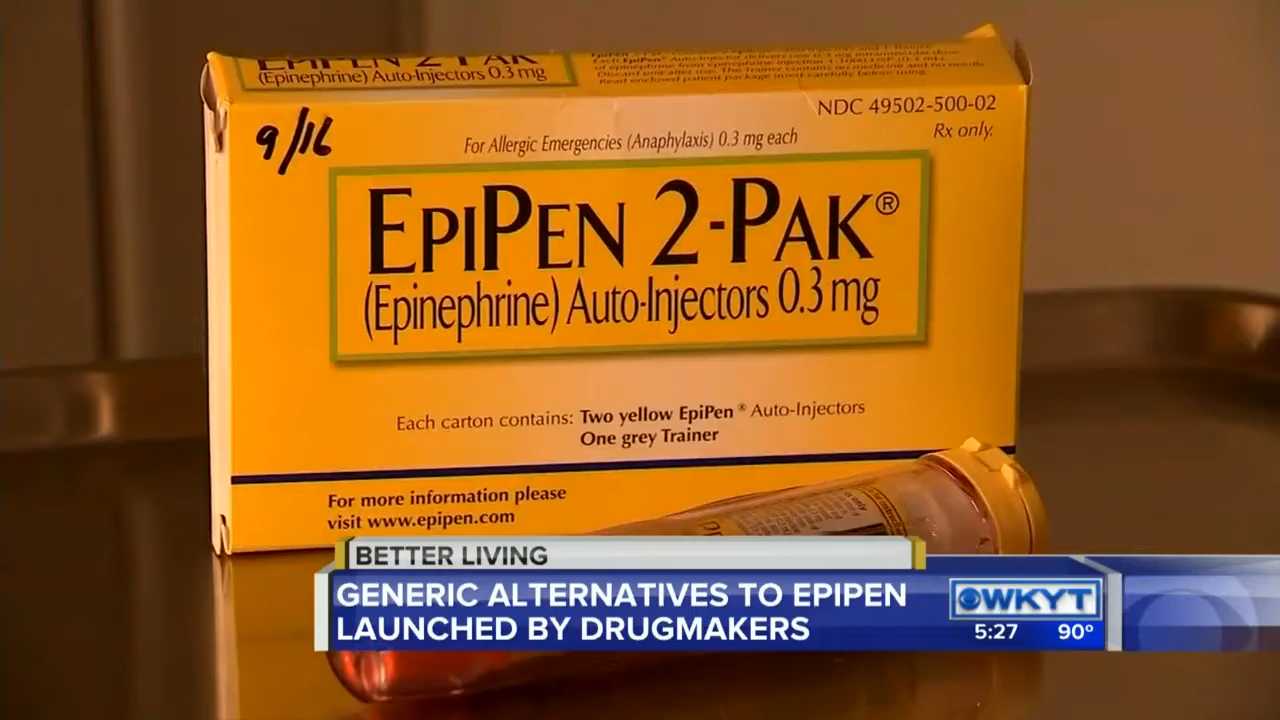 EPIPEN 2-PAK
(Epinephrine) Auto-Injectors 0.3 mg
9/16
NDC 49502-500-02
Rx only.
For Allergic Emergencies (Anaphylaxis) 0.3 mg each
EPIPEN 2-PAK®
(Epinephrine) Auto-Injectors 0.3 mg
Each carton contains: Two yellow EpiPen® Auto-Injectors
One grey Trainer
For more information please
visit www.epipen.com
BETTER LIVING
GENERIC ALTERNATIVES TO EPIPEN
LAUNCHED BY DRUGMAKERS
WKYT
5:27 90°